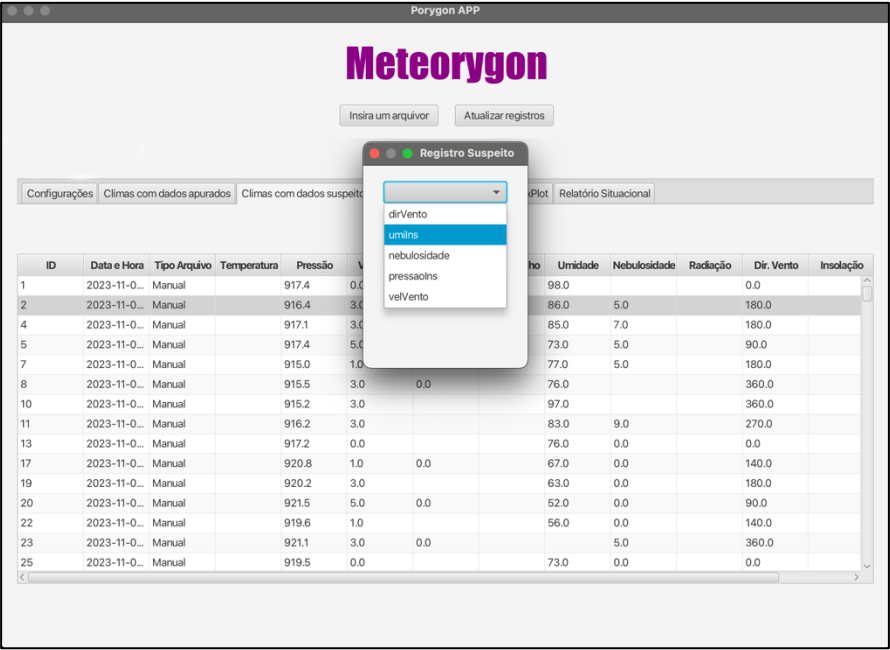 Porygon APP
Meteorygon
Insira um arquivor Atualizar registros
Registro Suspeito
Configurações Climas com dados apurados Climas com dados suspeito Plot Relatório Situacional
dirVento
umiIns
nebulosidade
pressaoIns
velVento
ID Data e Hora Tipo Arquivo Temperatura Pressão V ho Umidade Nebulosidade Radiação Dir. Vento Insolação
1 2023-11-0... Manual 917.4 0.0 98.0 0.0
2 2023-11-0... Manual 916.4 3.0 86.0 5.0 180.0
4 2023-11-0... Manual 917.1 3.0 85.0 7.0 180.0
5 2023-11-0... Manual 917.4 5.0 73.0 5.0 90.0
7 2023-11-0... Manual 915.0 1.0 77.0 5.0 180.0
8 2023-11-0... Manual 915.5 3.0 0.0 76.0 360.0
10 2023-11-0... Manual 915.2 3.0 97.0 360.0
11 2023-11-0... Manual 916.2 3.0 83.0 9.0 270.0
13 2023-11-0... Manual 917.2 0.0 76.0 0.0 0.0
17 2023-11-0... Manual 920.8 1.0 0.0 67.0 0.0 140.0
19 2023-11-0... Manual 920.2 3.0 63.0 0.0 180.0
20 2023-11-0... Manual 921.5 5.0 0.0 52.0 0.0 90.0
22 2023-11-0... Manual 919.6 1.0 56.0 0.0 140.0
23 2023-11-0... Manual 921.1 3.0 0.0 5.0 360.0
25 2023-11-0... Manual 919.5 0.0 73.0 0.0 0.0